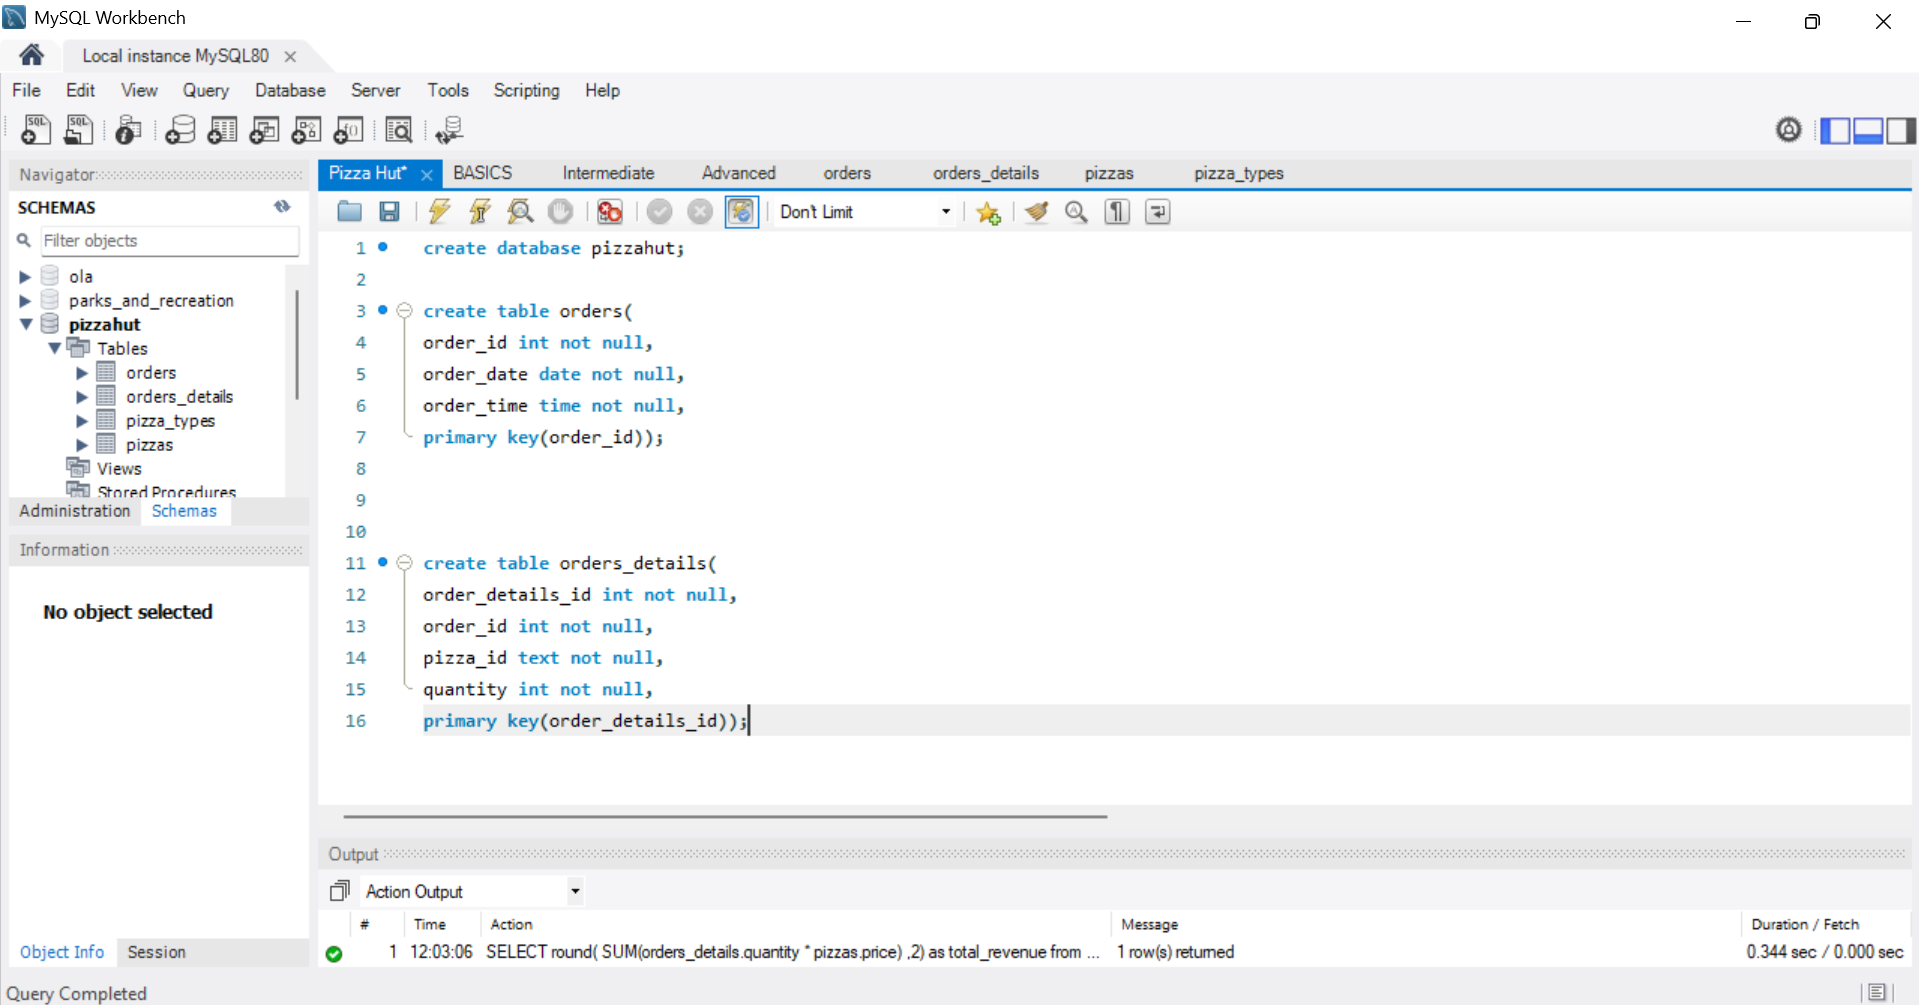 MySQL Workbench
Local instance MySQL80
File Edit View Query Database Server Tools Scripting Help
Navigator
SCHEMAS
Filter objects
ola
parks_and_recreation
pizzahut
Tables
orders
orders_details
pizza_types
pizzas
Views
Stored Procedures
Administration Schemas
Information
No object selected
Object Info Session
Pizza Hut* BASICS Intermediate Advanced orders orders_details pizzas pizza_types
Don't Limit
1 create database pizzahut;
2
3 create table orders(
4 order_id int not null,
5 order_date date not null,
6 order_time time not null,
7 primary key(order_id));
8
9
10
11 create table orders_details(
12 order_details_id int not null,
13 order_id int not null,
14 pizza_id text not null,
15 quantity int not null,
16 primary key(order_details_id));
Output
Action Output
# Time Action Message Duration / Fetch
1 12:03:06 SELECT round( SUM(orders_details.quantity * pizzas.price) ,2) as total_revenue from ... 1 row(s) returned 0.344 sec / 0.000 sec
Query Completed